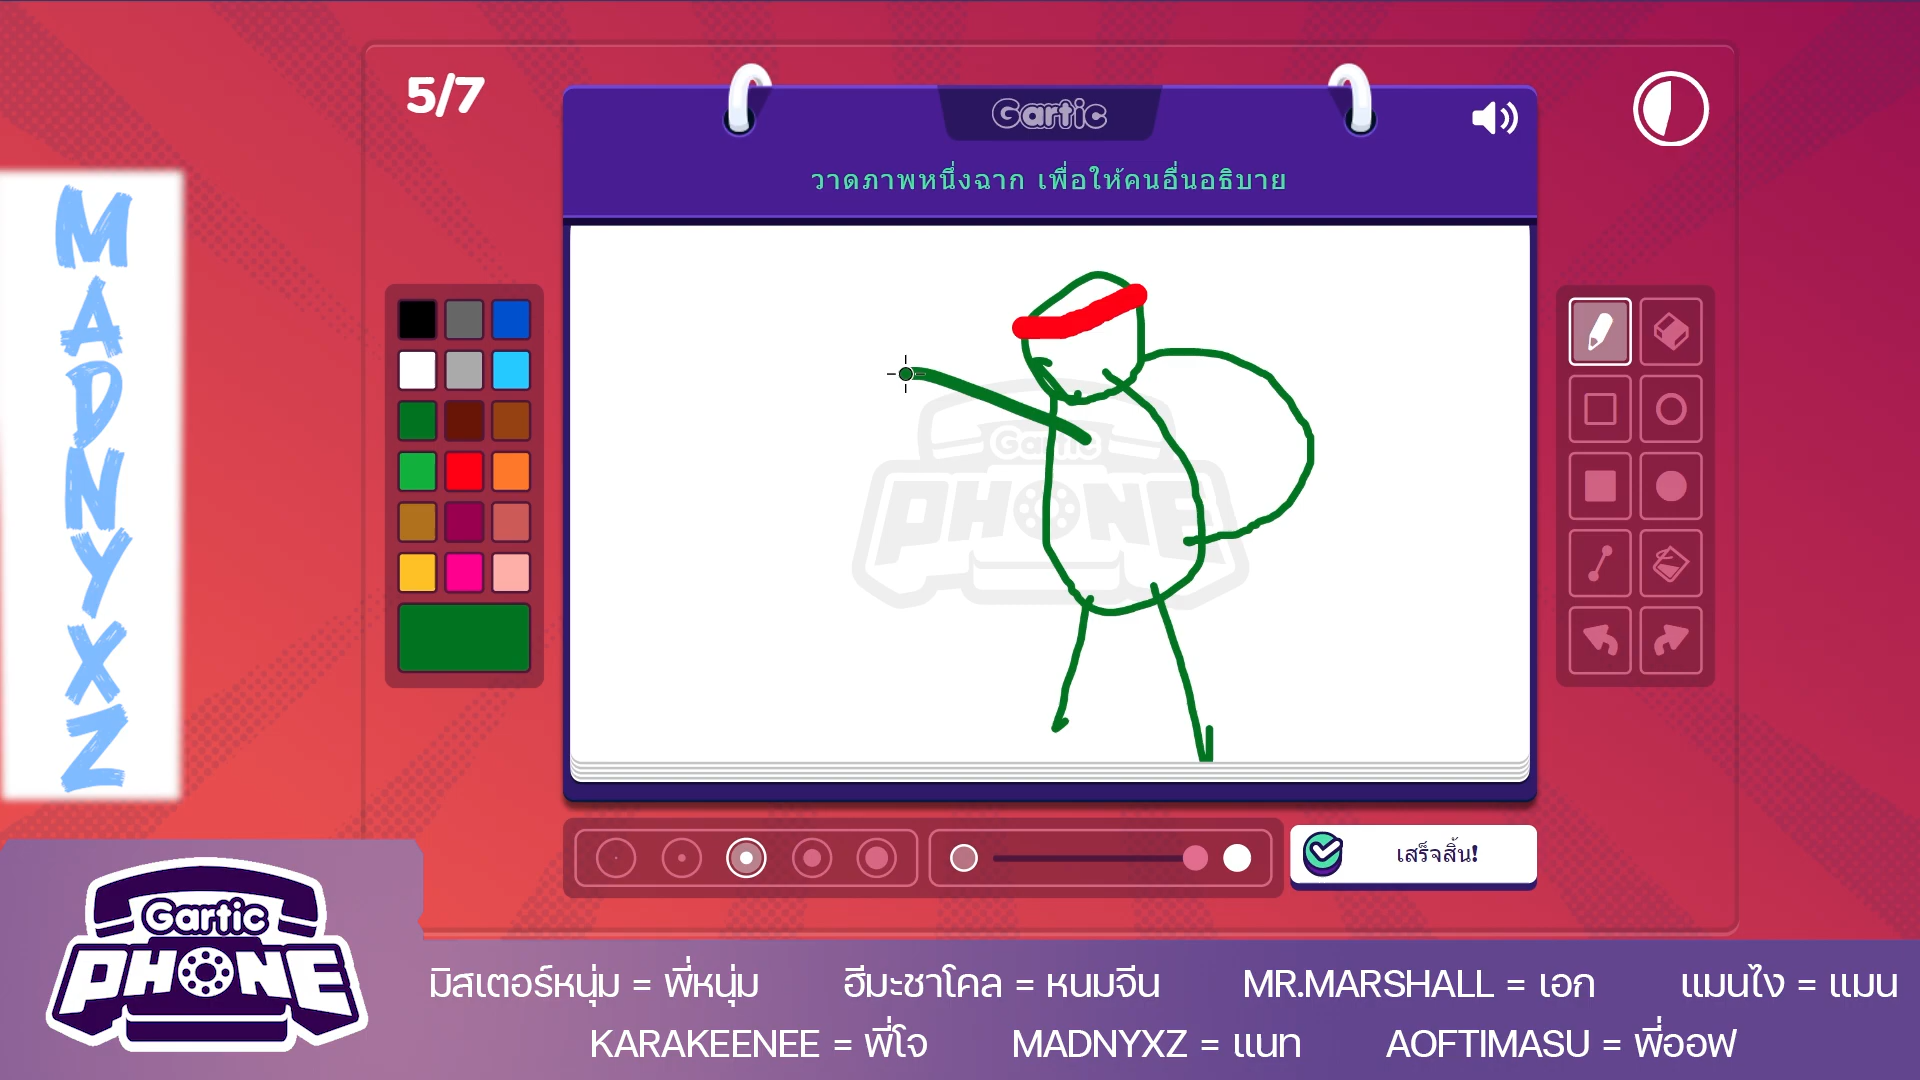 5/7
Gartic
วาดภาพหนึ่งฉาก เพื่อให้คนอื่นอธิบาย
MADNYXZ
Gartic
PHONE
เสร็จสิ้น!
Gartic
PHONE
มิสเตอร์หนุ่ม = พี่หนุ่ม ฮีมะชาโคล = หนมจีน MR.MARSHALL = เอก แมนไง = แมน
KARAKEENEE = พี่โจ MADNYXZ = แนท AOFTIMASU = พี่ออฟ